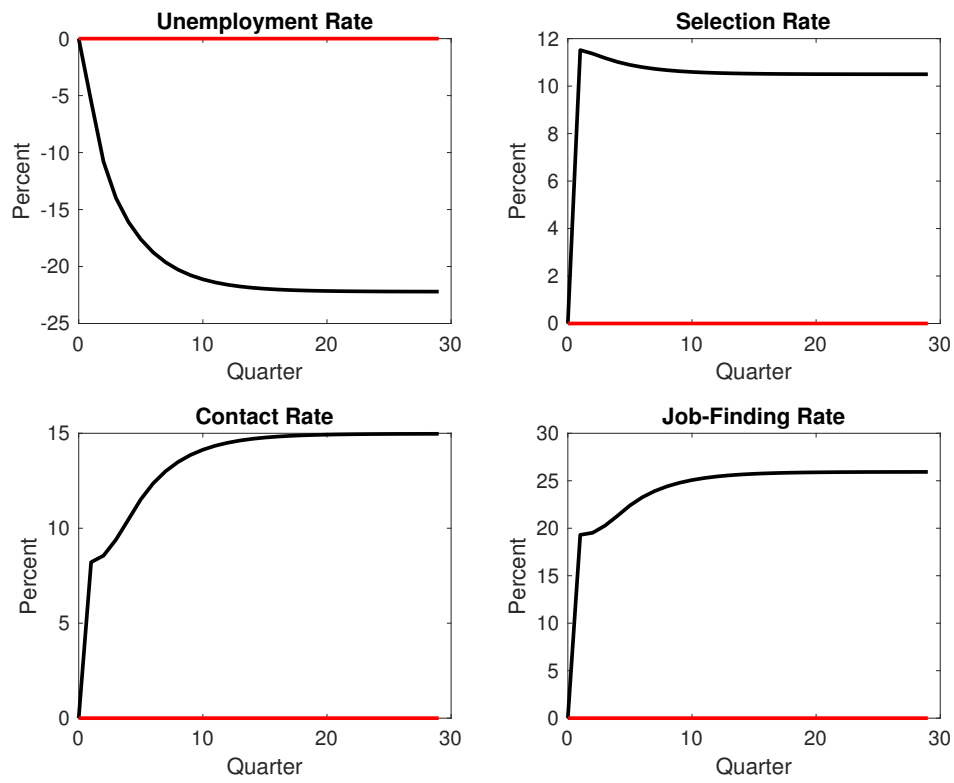 Unemployment Rate
0
-5
-10
-15
-20
-25
0 10 20 30
Percent
Quarter
Selection Rate
12
10
8
6
4
2
0
0 10 20 30
Percent
Quarter
Contact Rate
15
10
5
0
0 10 20 30
Percent
Quarter
Job-Finding Rate
30
25
20
15
10
5
0
0 10 20 30
Percent
Quarter